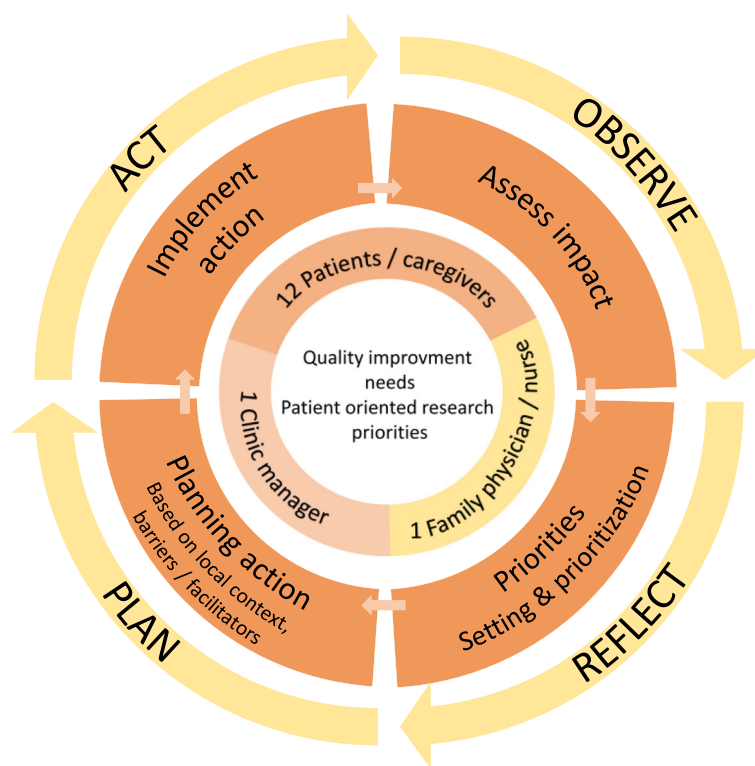 ACT
OBSERVE
Implement
action
Assess impact
12 Patients / caregivers
Quality improvment
needs
Patient oriented research
priorities
1 Clinic manager
1 Family physician / nurse
Planning action
Based on local context,
barriers / facilitators
Priorities
Setting & prioritization
PLAN
REFLECT